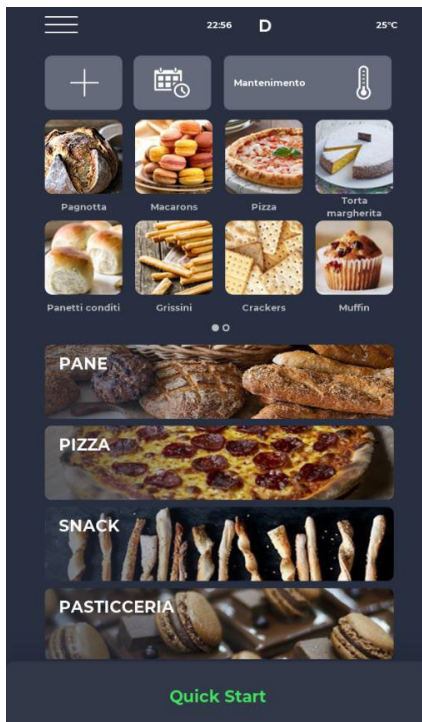 22:56 D 25°C
Mantenimento
Pagnotta Macarons Pizza Torta
margherita
Panetti conditi Grissini Crackers Muffin
PANE
PIZZA
SNACK
PASTICCERIA
Quick Start